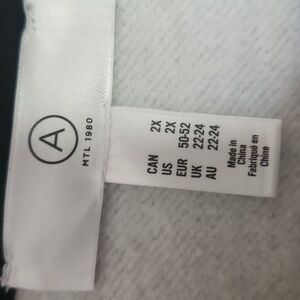 A
MTL 1980
CAN 2X
US 2X
EUR 50-52
UK 22-24
AU 22-24
Made in
China
Fabriqué en
Chine